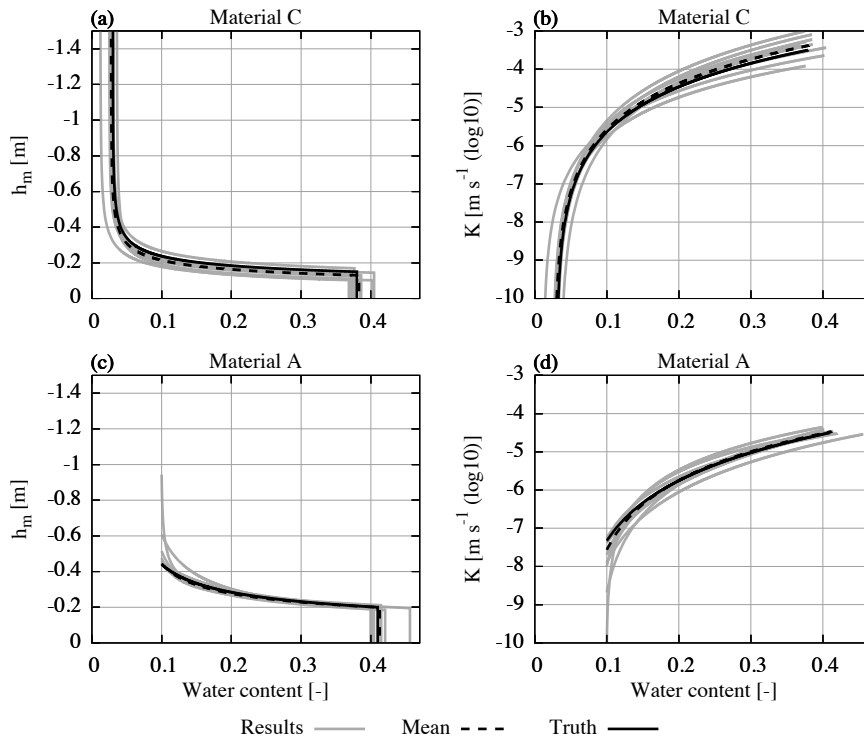 (a) Material C
-1.4
-1.2
-1
-0.8
-0.6
-0.4
-0.2
0
h_m [m]
0 0.1 0.2 0.3 0.4
(b) Material C
-3
-4
-5
-6
-7
-8
-9
-10
K [m s⁻¹ (log10)]
0 0.1 0.2 0.3 0.4
(c) Material A
-1.4
-1.2
-1
-0.8
-0.6
-0.4
-0.2
0
h_m [m]
0 0.1 0.2 0.3 0.4
Water content [-]
(d) Material A
-3
-4
-5
-6
-7
-8
-9
-10
K [m s⁻¹ (log10)]
0 0.1 0.2 0.3 0.4
Water content [-]
Results Mean Truth